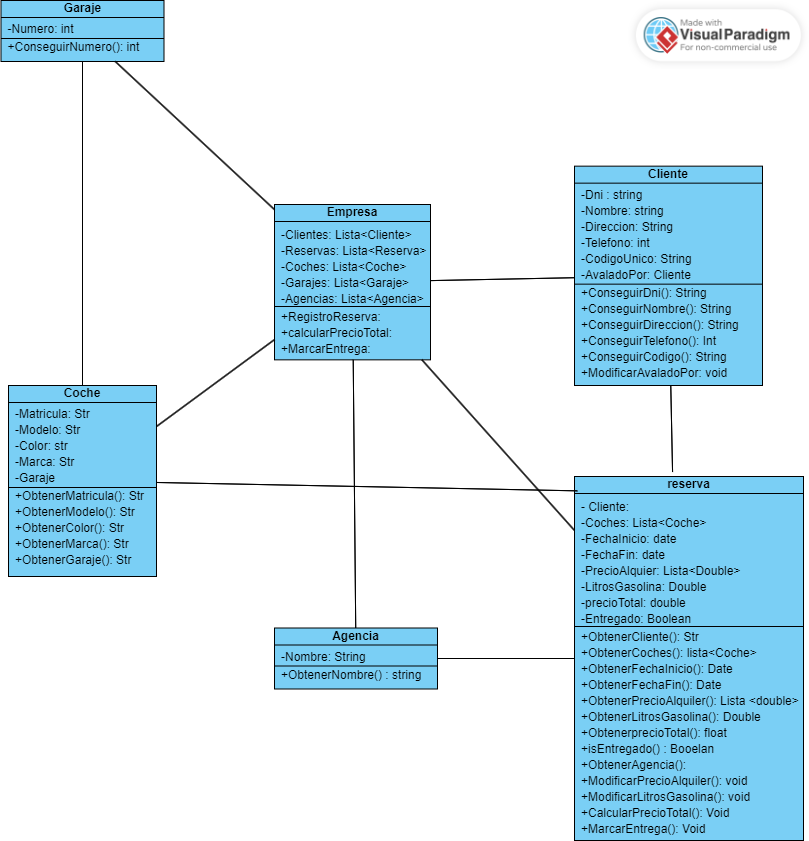 Garaje
-Numero: int
+ConseguirNumero(): int
Made with
VisualParadigm
For non-commercial use
Cliente
-Dni : string
-Nombre: string
-Direccion: String
-Telefono: int
-CodigoUnico: String
-AvaladoPor: Cliente
+ConseguirDni(): String
+ConseguirNombre(): String
+ConseguirDireccion(): String
+ConseguirTelefono(): Int
+ConseguirCodigo(): String
+ModificarAvaladoPor: void
Empresa
-Clientes: Lista<Cliente>
-Reservas: Lista<Reserva>
-Coches: Lista<Coche>
-Garajes: Lista<Garaje>
-Agencias: Lista<Agencia>
+RegistroReserva:
+calcularPrecioTotal:
+MarcarEntrega:
Coche
-Matricula: Str
-Modelo: Str
-Color: str
-Marca: Str
-Garaje
+ObtenerMatricula(): Str
+ObtenerModelo(): Str
+ObtenerColor(): Str
+ObtenerMarca(): Str
+ObtenerGaraje(): Str
reserva
- Cliente:
-Coches: Lista<Coche>
-FechaInicio: date
-FechaFin: date
-PrecioAlquier: Lista<Double>
-LitrosGasolina: Double
-precioTotal: double
-Entregado: Boolean
+ObtenerCliente(): Str
+ObtenerCoches(): lista<Coche>
+ObtenerFechaInicio(): Date
+ObtenerFechaFin(): Date
+ObtenerPrecioAlquiler(): Lista <double>
+ObtenerLitrosGasolina(): Double
+ObtenerprecioTotal(): float
+isEntregado() : Booelan
+ObtenerAgencia():
+ModificarPrecioAlquiler(): void
+ModificarLitrosGasolina(): void
+CalcularPrecioTotal(): Void
+MarcarEntrega(): Void
Agencia
-Nombre: String
+ObtenerNombre() : string